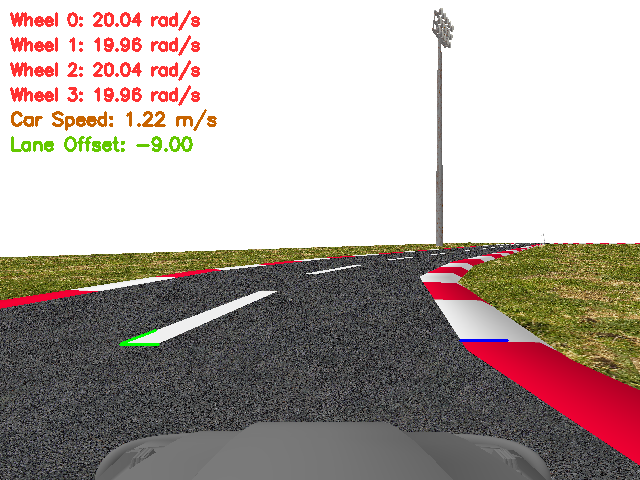 Wheel 0: 20.04 rad/s
Wheel 1: 19.96 rad/s
Wheel 2: 20.04 rad/s
Wheel 3: 19.96 rad/s
Car Speed: 1.22 m/s
Lane Offset: -9.00